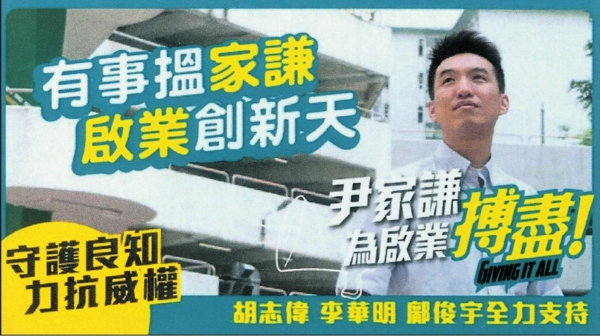 有事搵家謙
啟業創新天
尹家謙
為啟業
搏盡!
GIVING IT ALL
守護良知
力抗威權
胡志偉 李華明 鄺俊宇全力支持